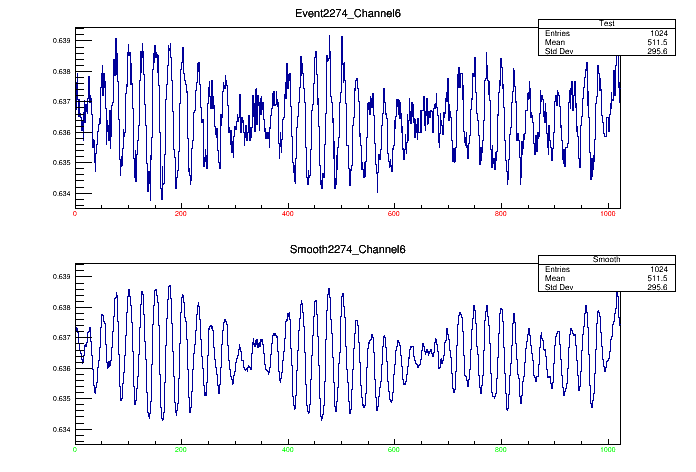 Event2274_Channel6
Test
Entries 1024
Mean 511.5
Std Dev 295.6
0.639
0.638
0.637
0.636
0.635
0.634
0 200 400 600 800 1000
Smooth2274_Channel6
Smooth
Entries 1024
Mean 511.5
Std Dev 295.6
0.639
0.638
0.637
0.636
0.635
0.634
0 200 400 600 800 1000